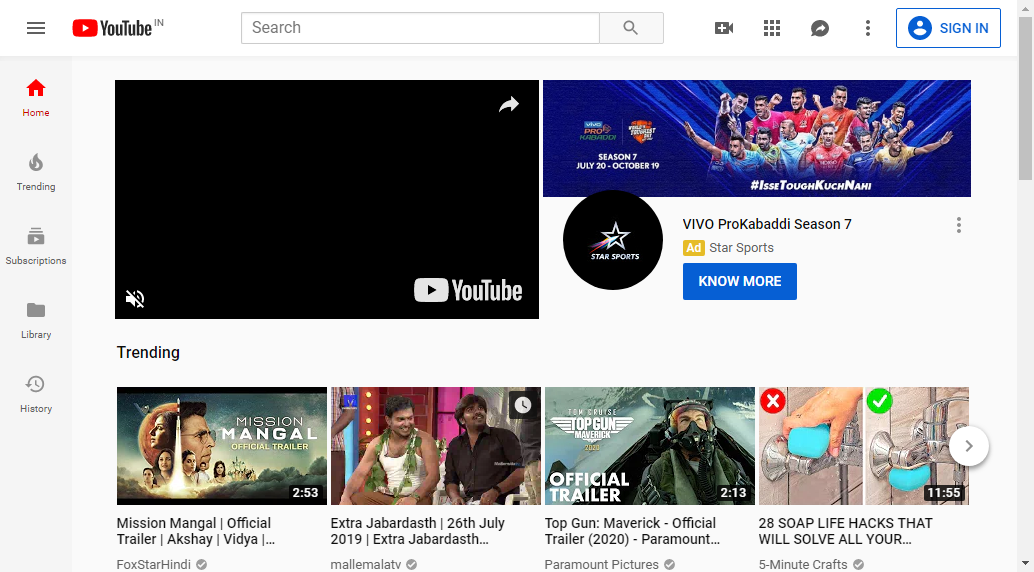 YouTube IN
Search
SIGN IN
Home
Trending
Subscriptions
Library
History
YouTube
VIVO
PRO
KABADDI
SEASON 7
JULY 20 - OCTOBER 19
#ISSETOUGHKUCHNAHI
STAR SPORTS
VIVO ProKabaddi Season 7
Ad Star Sports
KNOW MORE
Trending
MISSION
MANGAL
OFFICIAL TRAILER
2:53
Mission Mangal | Official
Trailer | Akshay | Vidya |...
FoxStarHindi
Extra Jabardasth | 26th July
2019 | Extra Jabardasth...
mallemalatv
TOM CRUISE
TOP GUN
MAVERICK
2020
OFFICIAL
TRAILER
2:13
Top Gun: Maverick - Official
Trailer (2020) - Paramount...
Paramount Pictures
11:55
28 SOAP LIFE HACKS THAT
WILL SOLVE ALL YOUR...
5-Minute Crafts